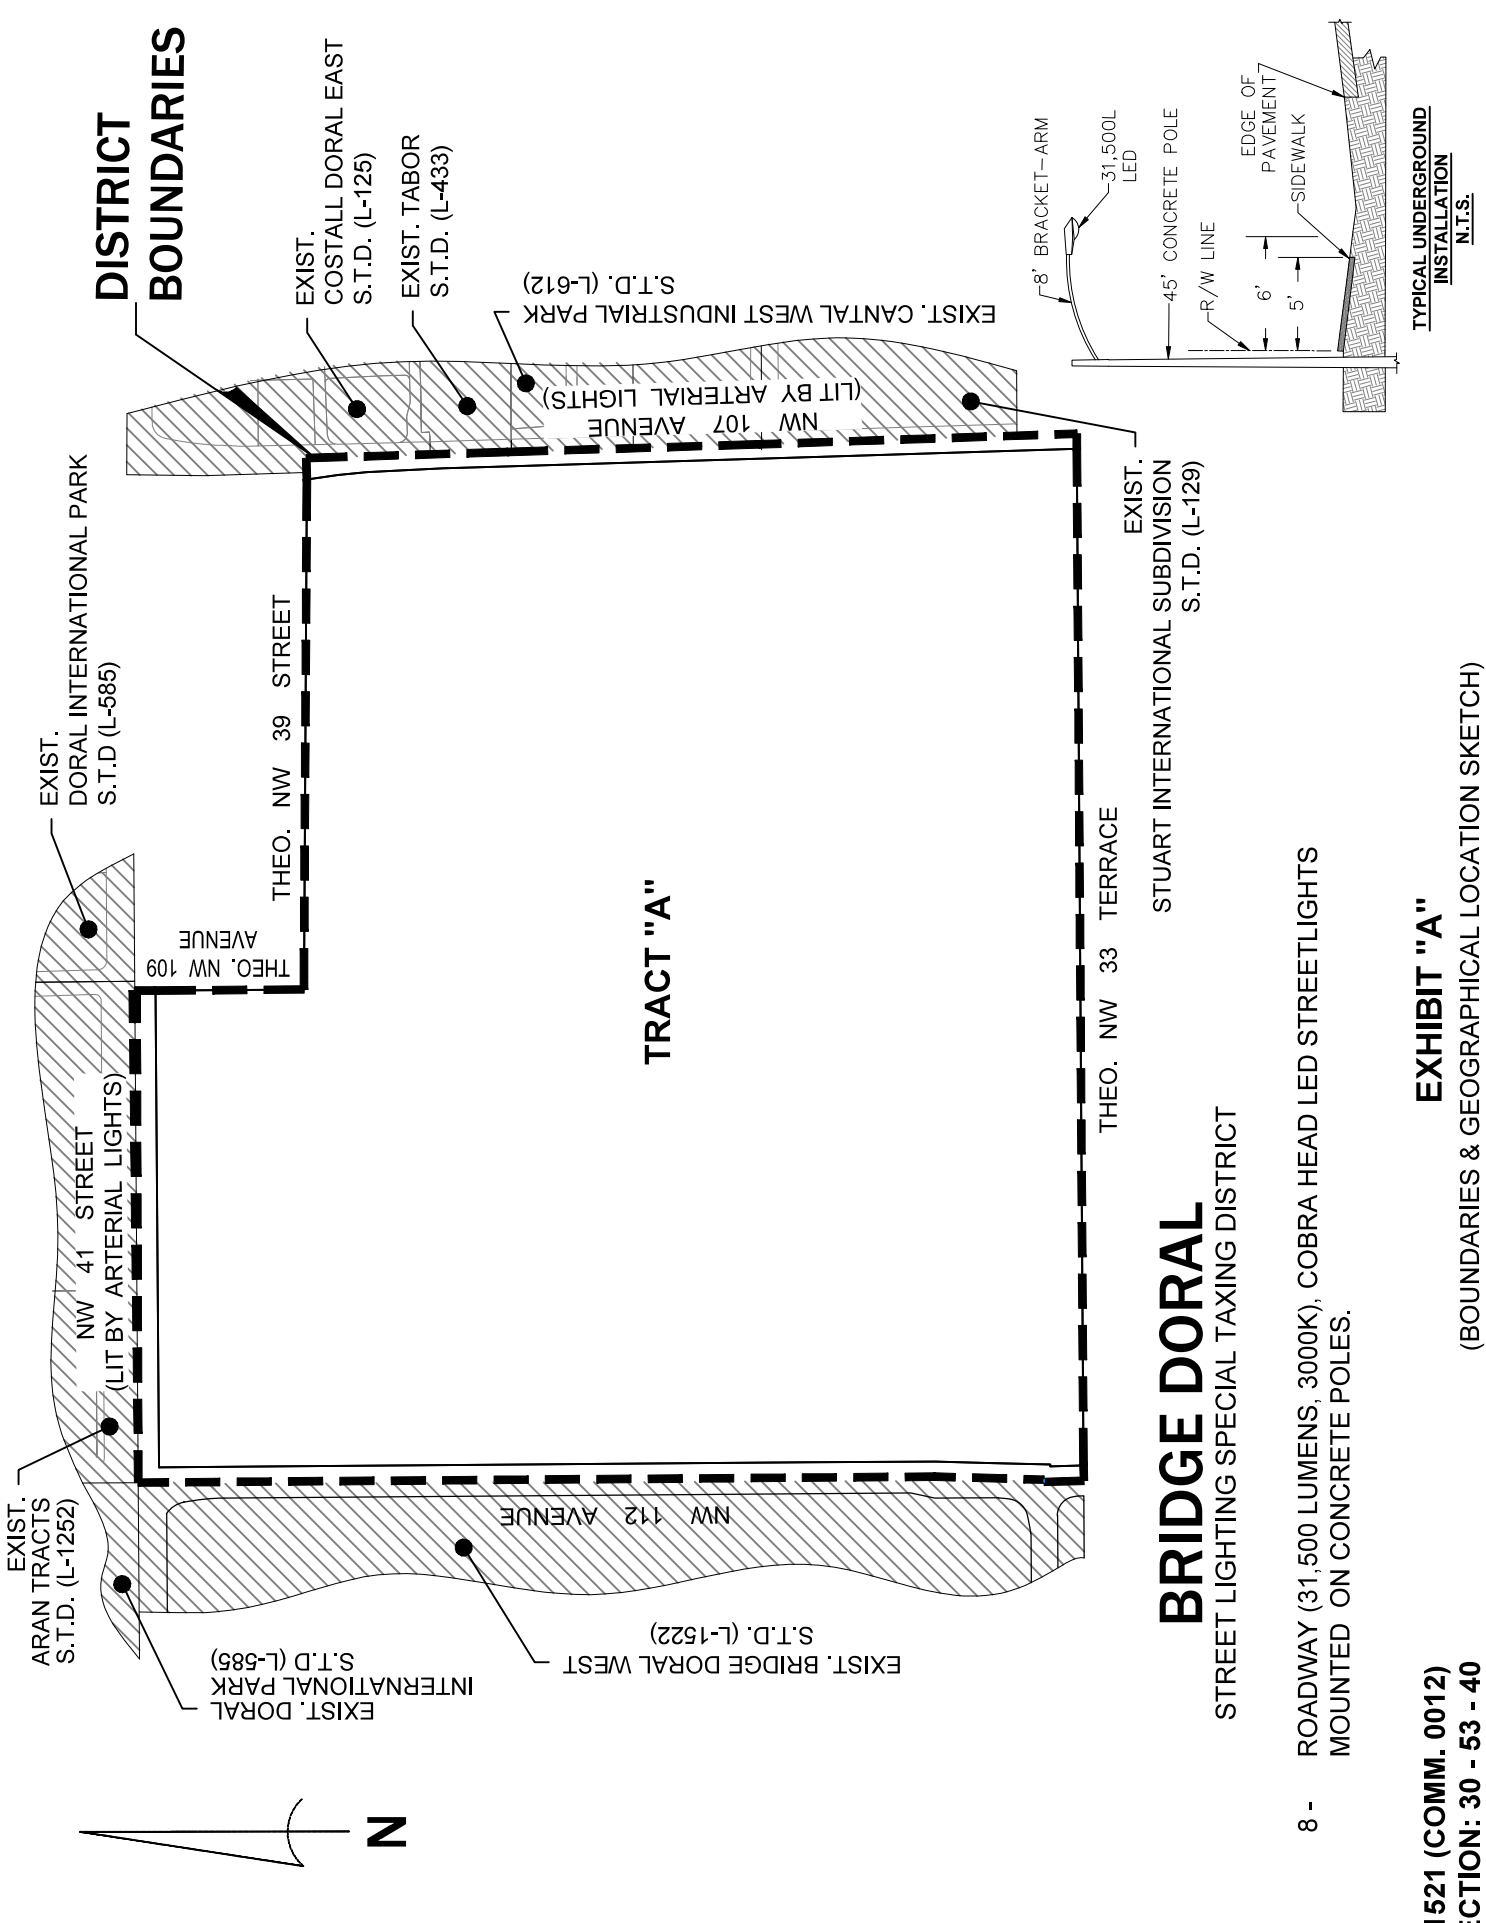 DISTRICT
BOUNDARIES
EXIST.
DORAL INTERNATIONAL PARK
S.T.D (L-585)
EXIST.
COSTALL DORAL EAST
S.T.D. (L-125)
EXIST. TABOR
S.T.D. (L-433)
EXIST. CANTAL WEST INDUSTRIAL PARK
S.T.D. (L-612)
EXIST.
ARAN TRACTS
S.T.D. (L-1252)
NW 41 STREET
(LIT BY ARTERIAL LIGHTS)
THEO. NW 109
AVENUE
THEO. NW 39 STREET
NW 107 AVENUE
(LIT BY ARTERIAL LIGHTS)
EXIST. DORAL
INTERNATIONAL PARK
S.T.D (L-585)
NW 112 AVENUE
EXIST. BRIDGE DORAL WEST
S.T.D. (L-1522)
TRACT "A"
THEO. NW 33 TERRACE
EXIST.
STUART INTERNATIONAL SUBDIVISION
S.T.D. (L-129)
N
BRIDGE DORAL
STREET LIGHTING SPECIAL TAXING DISTRICT
8 - ROADWAY (31,500 LUMENS, 3000K), COBRA HEAD LED STREETLIGHTS
MOUNTED ON CONCRETE POLES.
8' BRACKET-ARM
31,500L
LED
45' CONCRETE POLE
R/W LINE
6'
5'
EDGE OF
PAVEMENT
SIDEWALK
TYPICAL UNDERGROUND
INSTALLATION
N.T.S.
1521 (COMM. 0012)
ECTION: 30 - 53 - 40
EXHIBIT "A"
(BOUNDARIES & GEOGRAPHICAL LOCATION SKETCH)